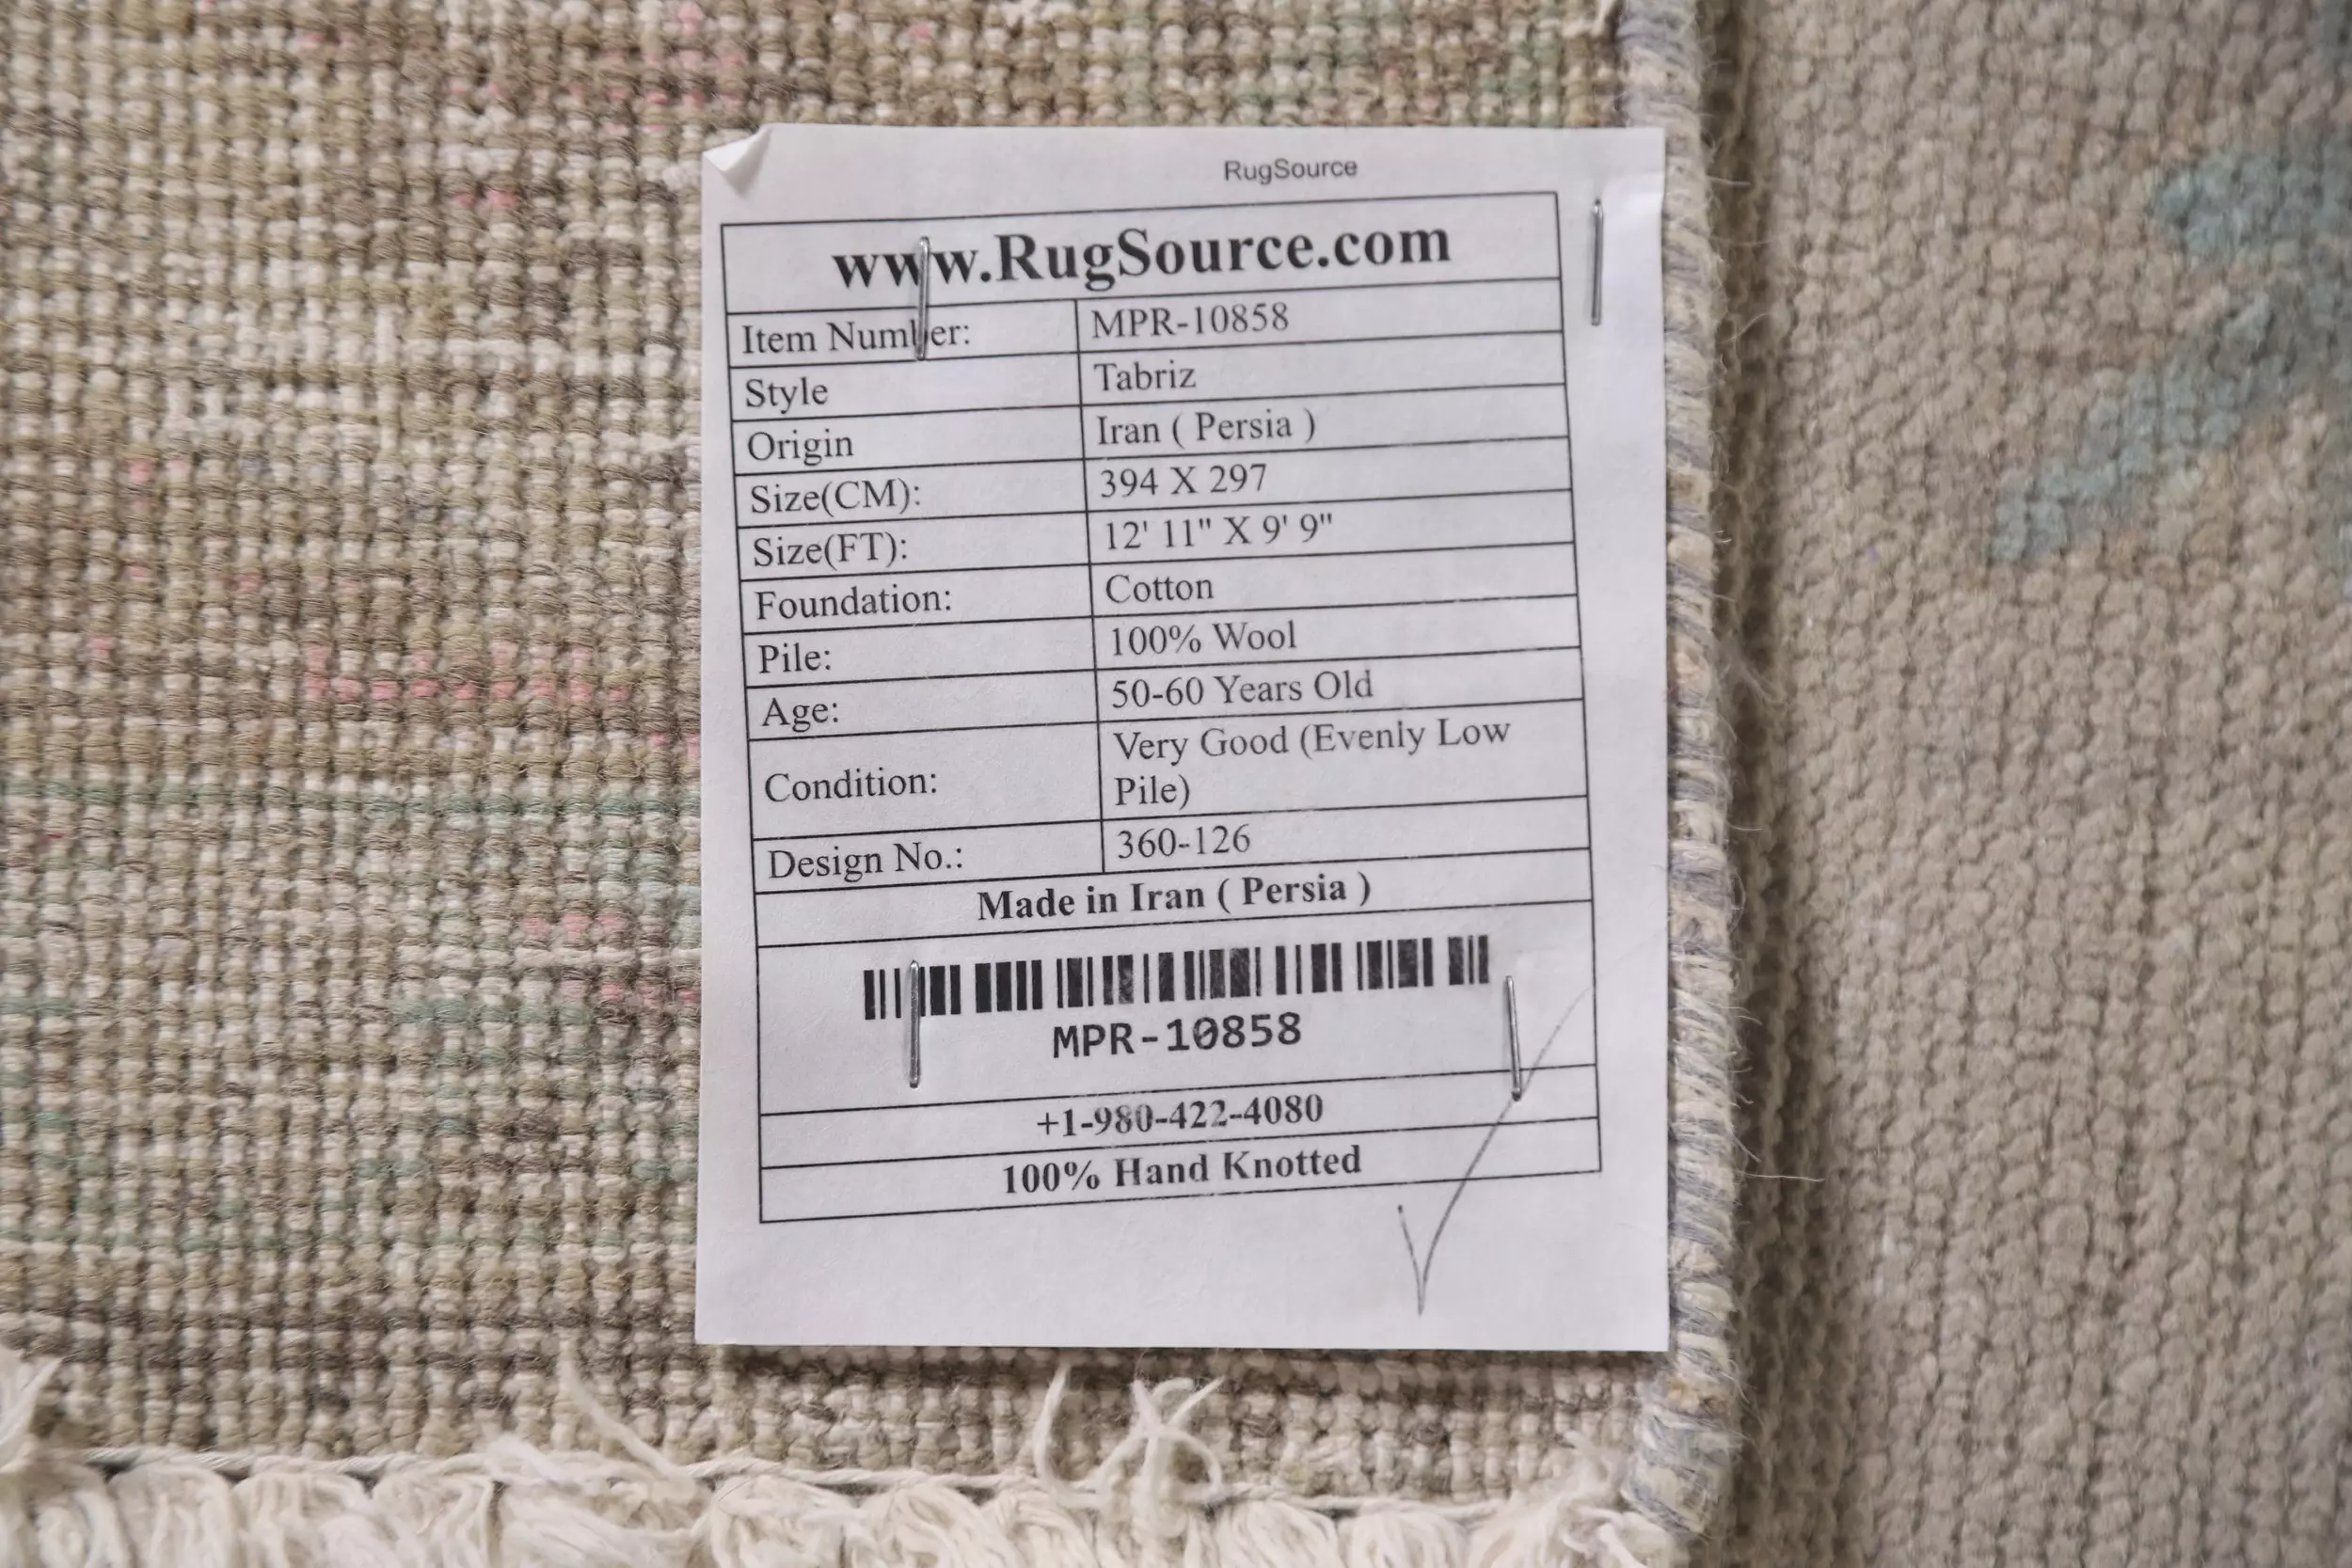 RugSource
www.RugSource.com
Item Number: MPR-10858
Style Tabriz
Origin Iran ( Persia )
Size(CM): 394 X 297
Size(FT): 12' 11" X 9' 9"
Foundation: Cotton
Pile: 100% Wool
Age: 50-60 Years Old
Condition: Very Good (Evenly Low
Pile)
Design No.: 360-126
Made in Iran ( Persia )
MPR-10858
+1-980-422-4080
100% Hand Knotted